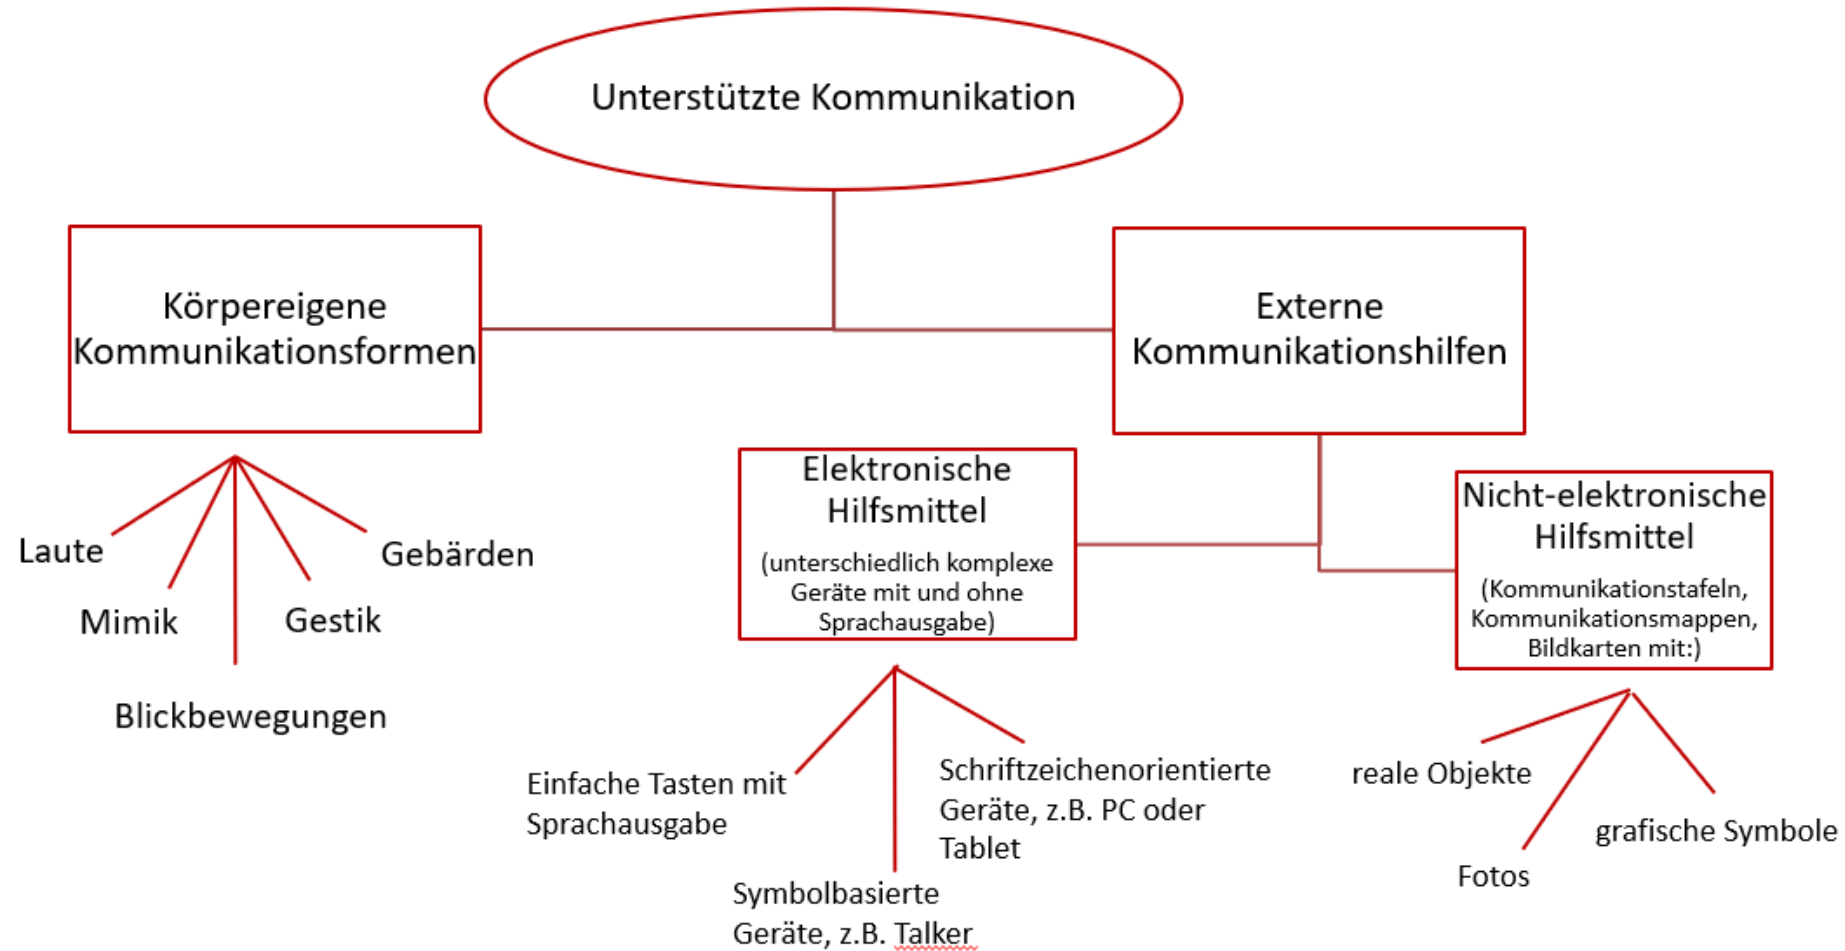 Unterstützte Kommunikation
Körpereigene
Kommunikationsformen
Externe
Kommunikationshilfen
Laute
Mimik
Blickbewegungen
Gestik
Gebärden
Elektronische
Hilfsmittel
(unterschiedlich komplexe
Geräte mit und ohne
Sprachausgabe)
Nicht-elektronische
Hilfsmittel
(Kommunikationstafeln,
Kommunikationsmappen,
Bildkarten mit:)
Einfache Tasten mit
Sprachausgabe
Symbolbasierte
Geräte, z.B. Talker
Schriftzeichenorientierte
Geräte, z.B. PC oder
Tablet
reale Objekte
Fotos
grafische Symbole